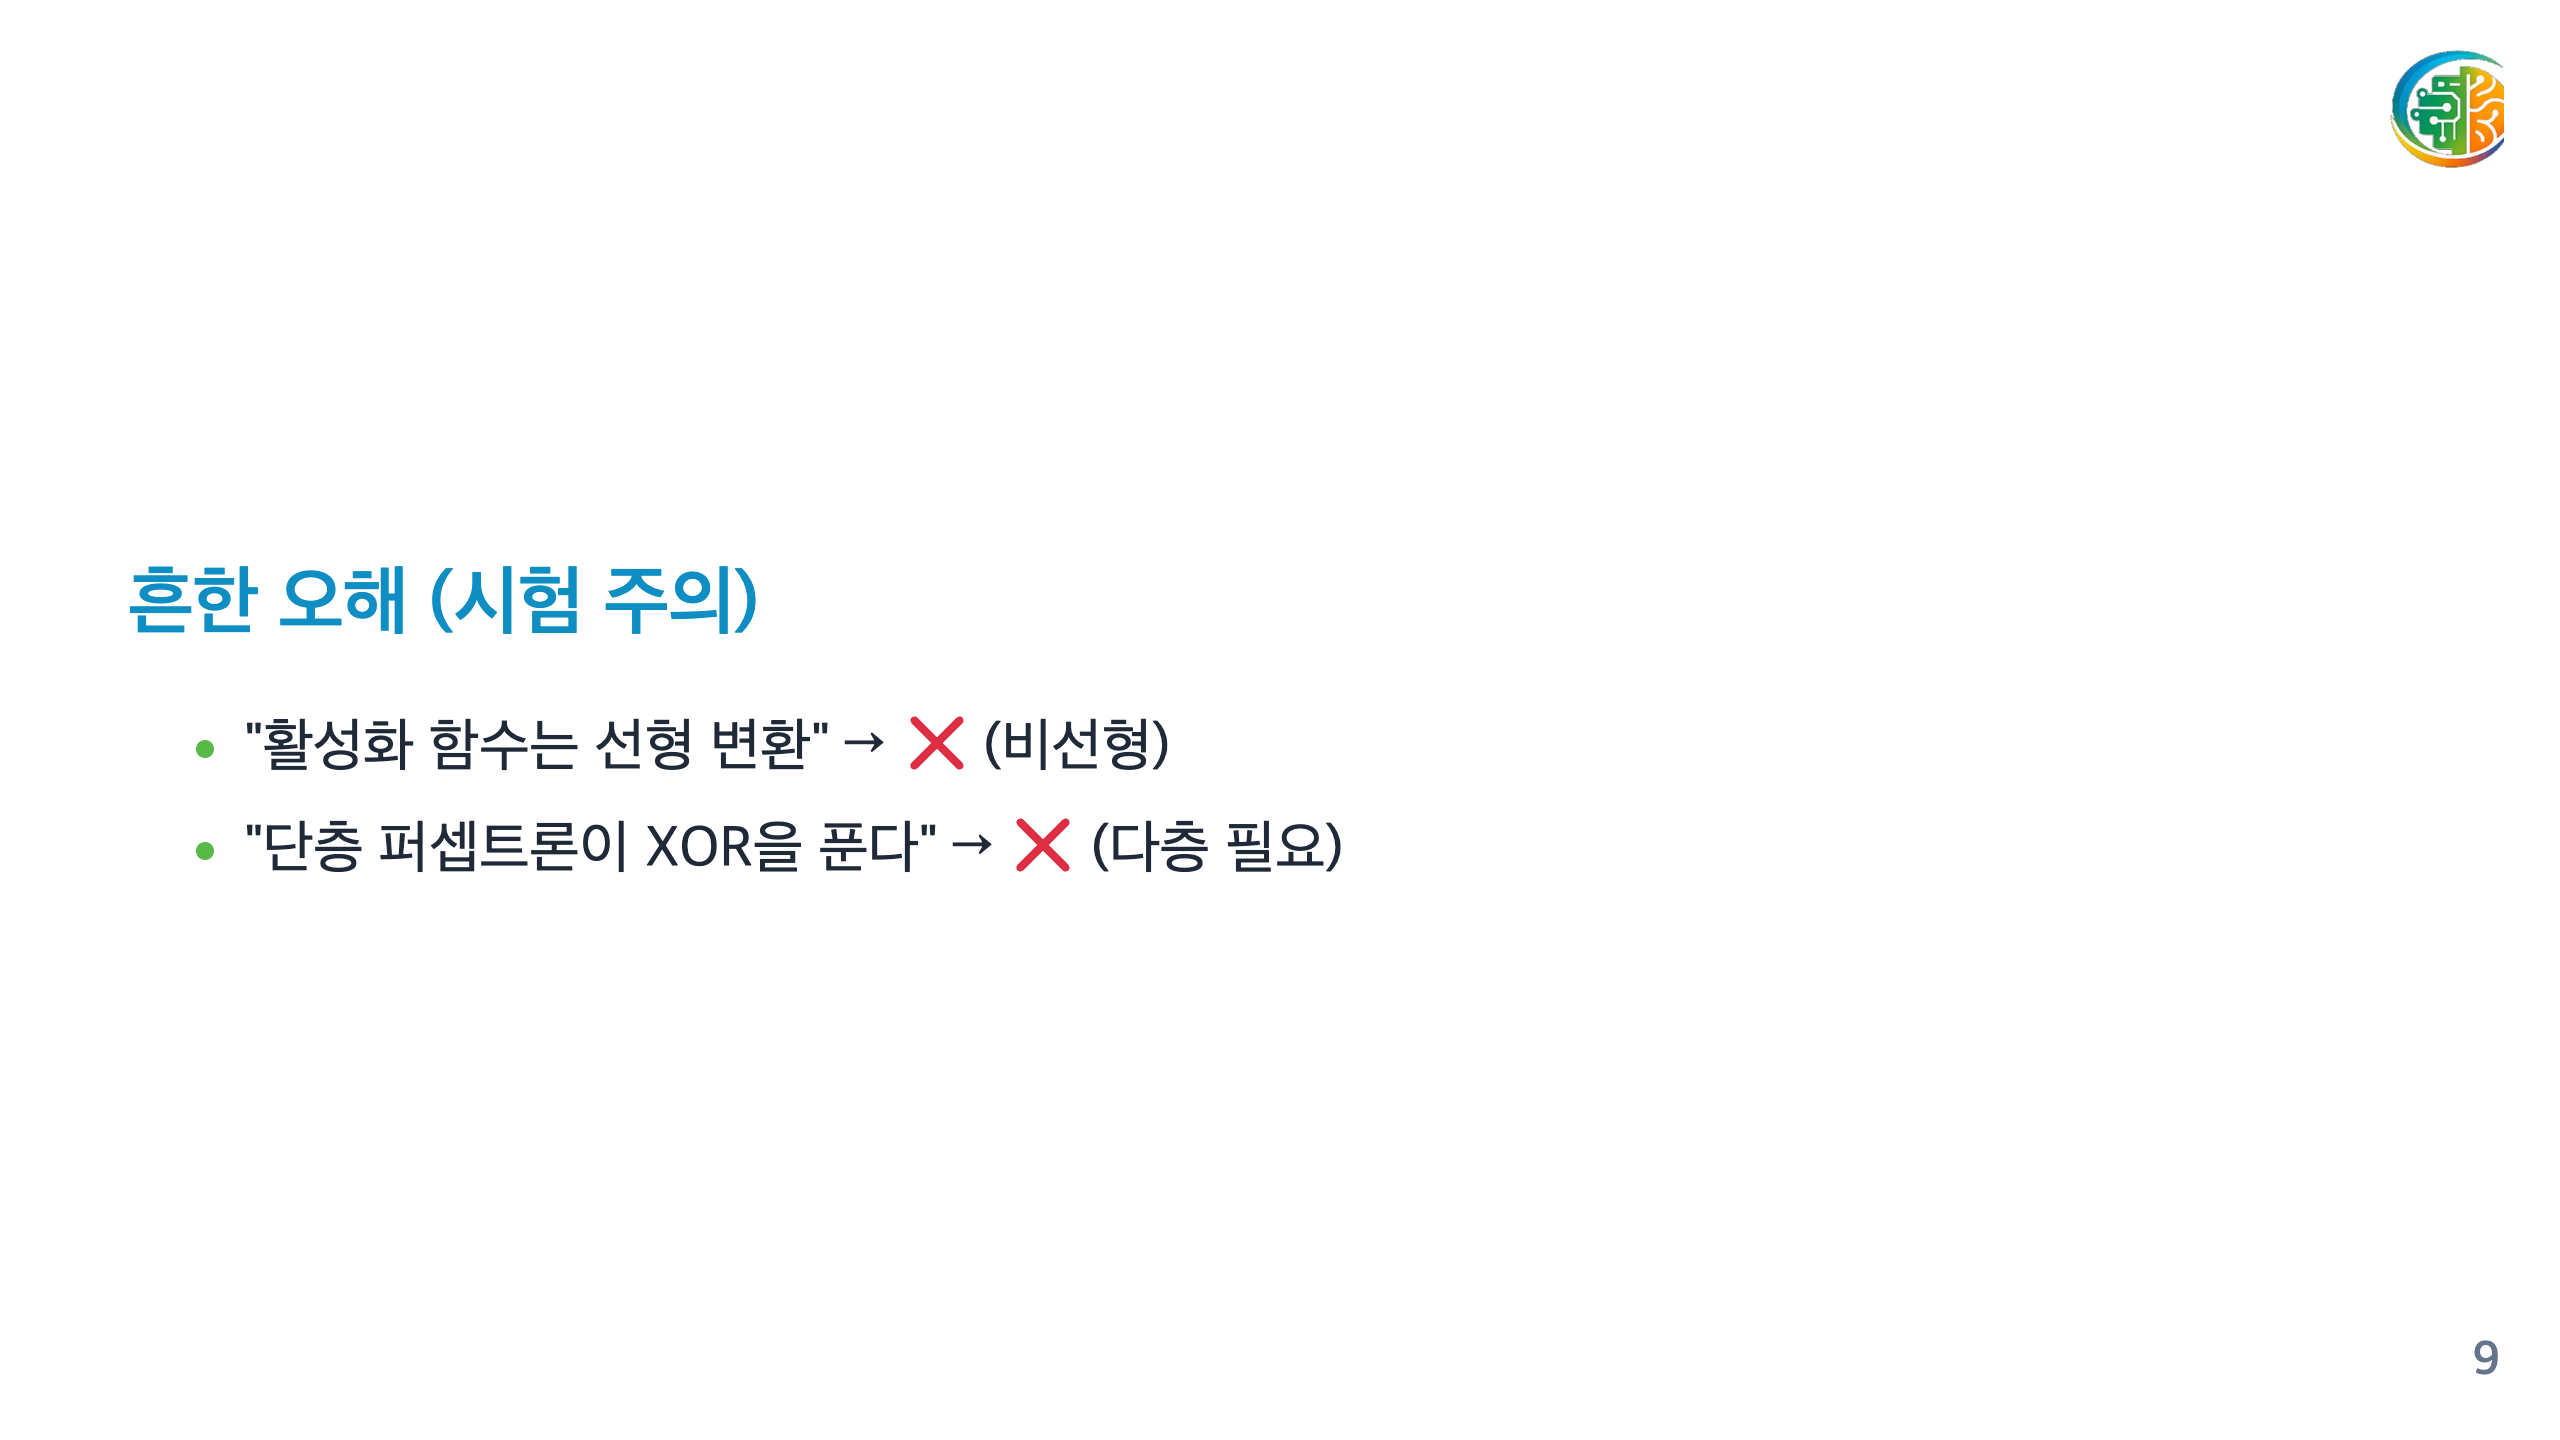 흔한 오해 (시험 주의)
• "활성화 함수는 선형 변환" → ❌ (비선형)
• "단층 퍼셉트론이 XOR을 푼다" → ❌ (다층 필요)
9